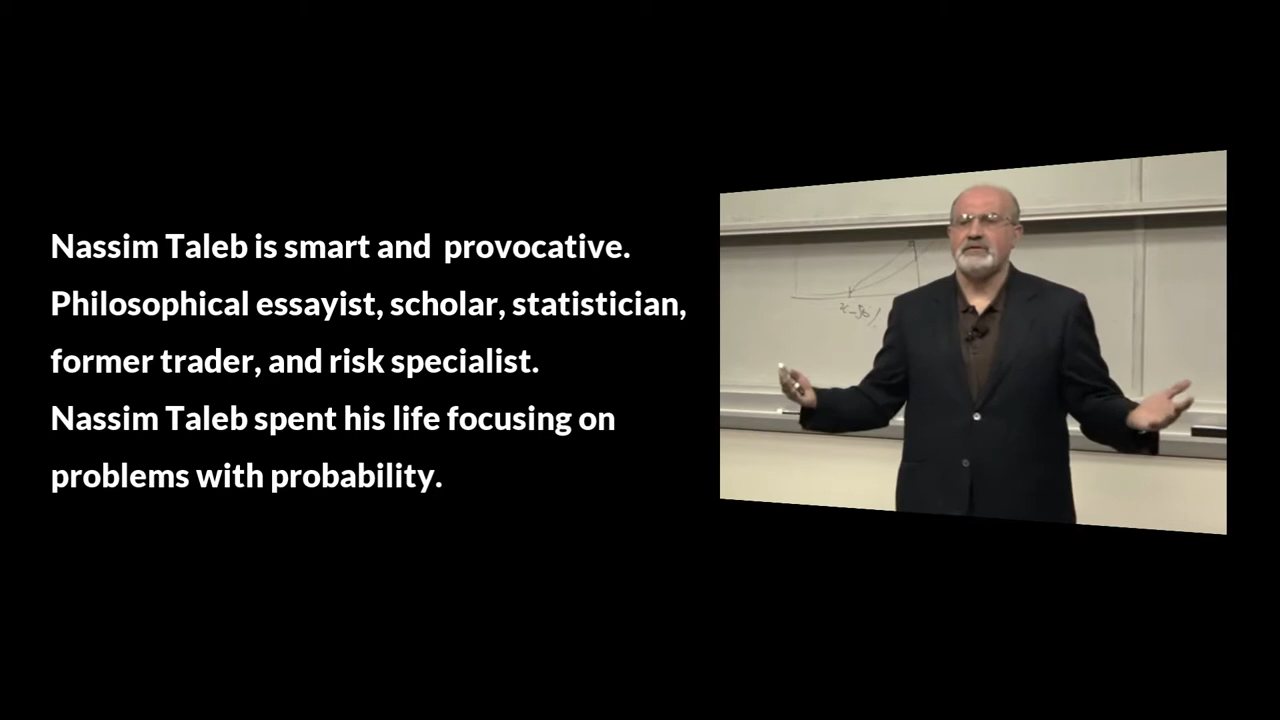 Nassim Taleb is smart and  provocative.
Philosophical essayist, scholar, statistician,
former trader, and risk specialist.
Nassim Taleb spent his life focusing on
problems with probability.